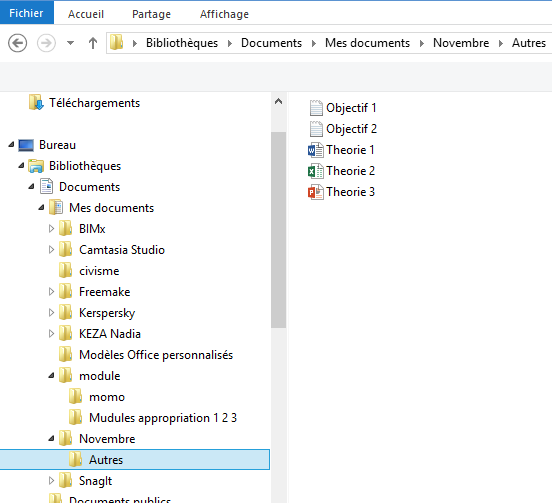 Fichier Accueil Partage Affichage
Bibliothèques Documents Mes documents Novembre Autres
Téléchargements
Bureau
Bibliothèques
Documents
Mes documents
BIMx
Camtasia Studio
civisme
Freemake
Kerspersky
KEZA Nadia
Modèles Office personnalisés
module
momo
Mudules appropriation 1 2 3
Novembre
Autres
SnagIt
Documents publics
Objectif 1
Objectif 2
Theorie 1
Theorie 2
Theorie 3